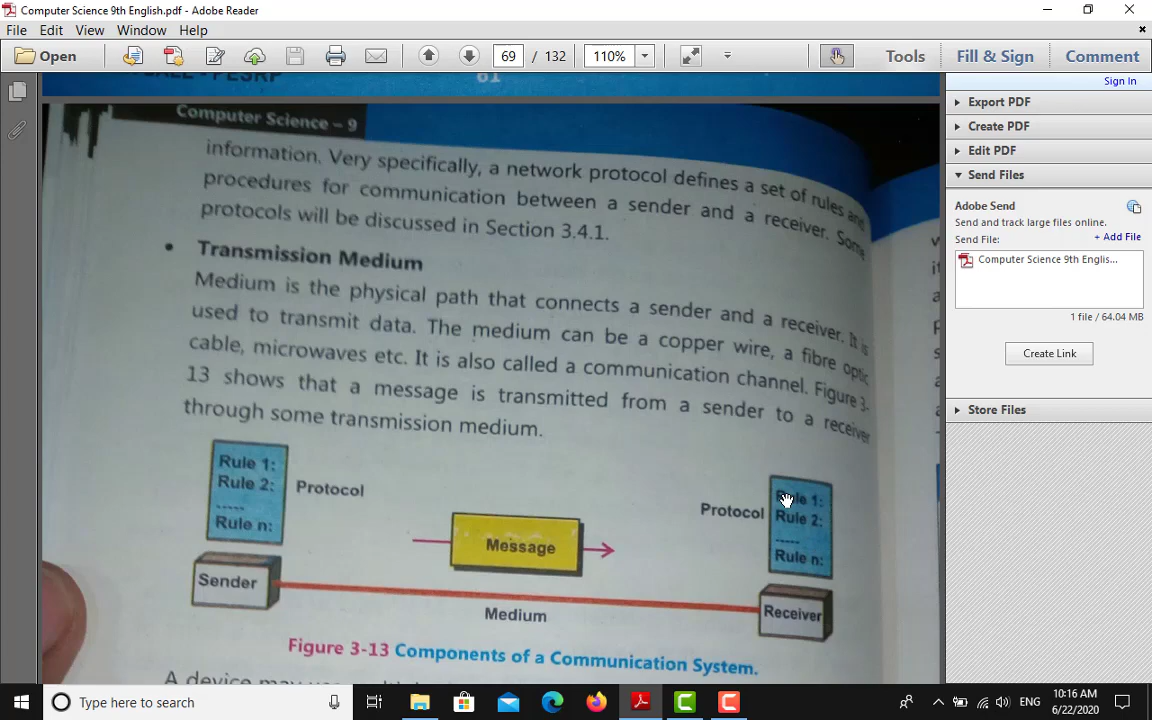 Computer Science 9th English.pdf - Adobe Reader
File Edit View Window Help
Open 69 / 132 110% Tools Fill & Sign Comment
Sign In
Export PDF
Create PDF
Edit PDF
Send Files
Adobe Send
Send and track large files online.
Send File: + Add File
Computer Science 9th Englis...
1 file / 64.04 MB
Create Link
Store Files
61
Computer Science – 9
information. Very specifically, a network protocol defines a set of rules and
procedures for communication between a sender and a receiver. Some
protocols will be discussed in Section 3.4.1.
• Transmission Medium
Medium is the physical path that connects a sender and a receiver. It is
used to transmit data. The medium can be a copper wire, a fibre optic
cable, microwaves etc. It is also called a communication channel. Figure 3-
13 shows that a message is transmitted from a sender to a receiver
through some transmission medium.
Rule 1:
Rule 2:
.....
Rule n:
Protocol
Sender
Message
Medium
Protocol
Rule 1:
Rule 2:
.....
Rule n:
Receiver
Figure 3-13 Components of a Communication System.
A device may
Type here to search
ENG
10:16 AM
6/22/2020